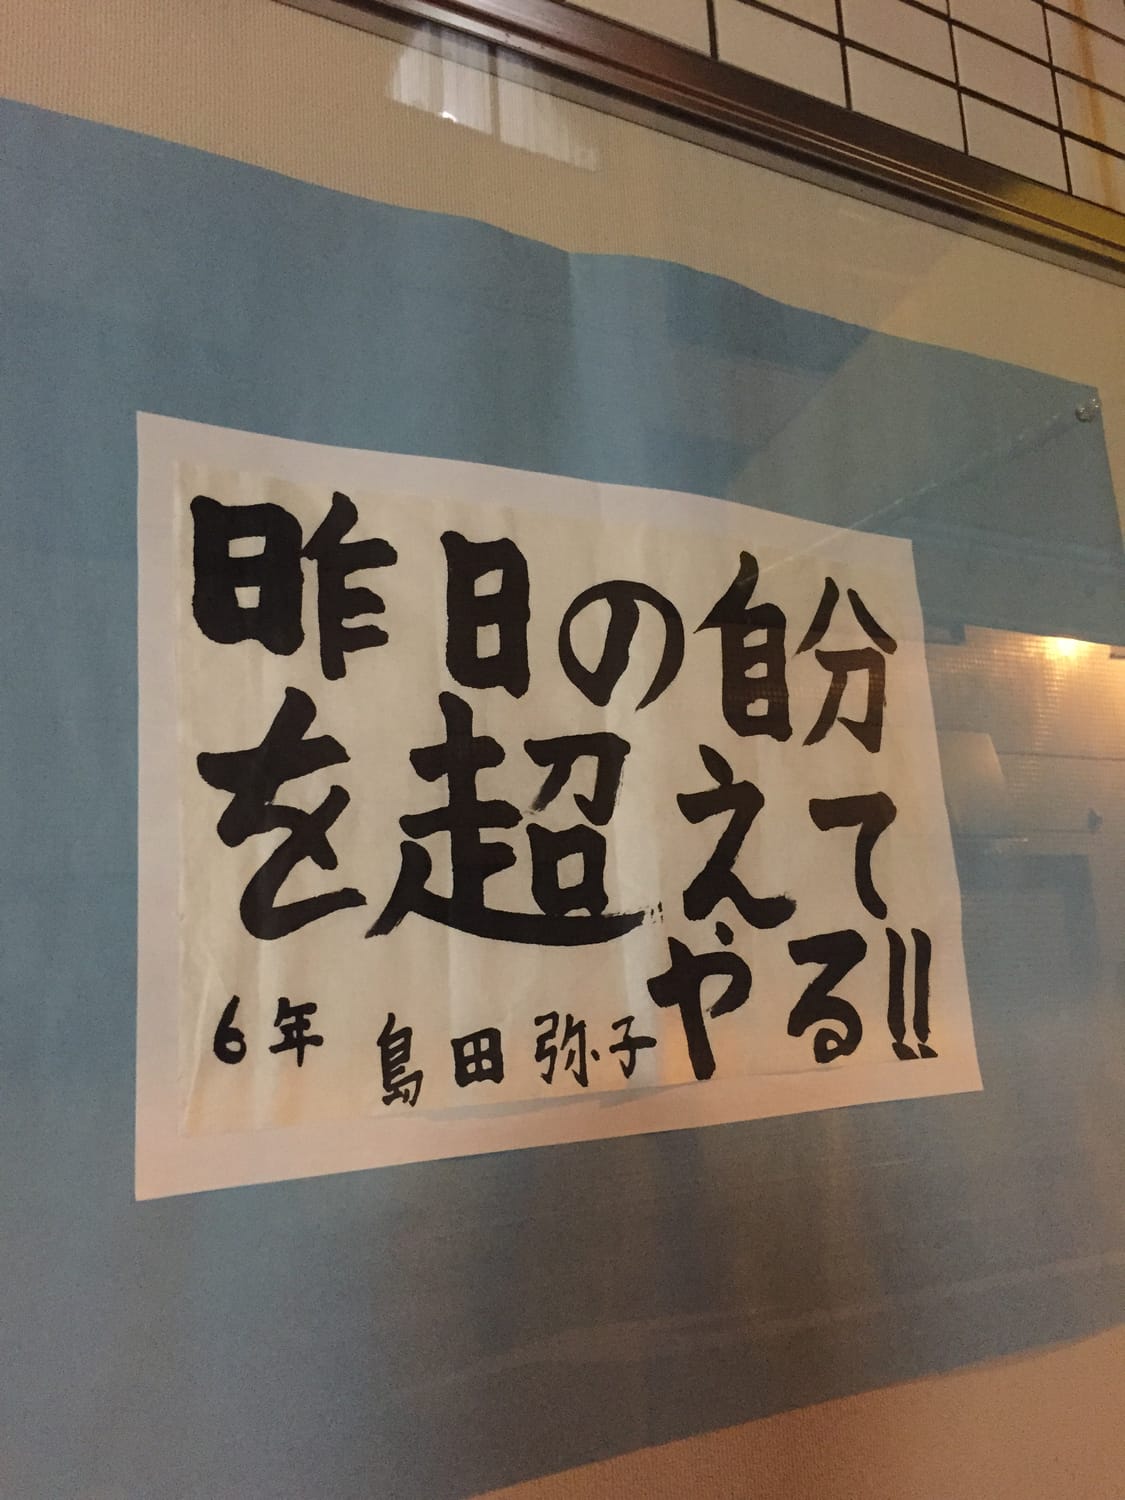 昨日の自分
を超えて
やる!!
6年 島田弥子